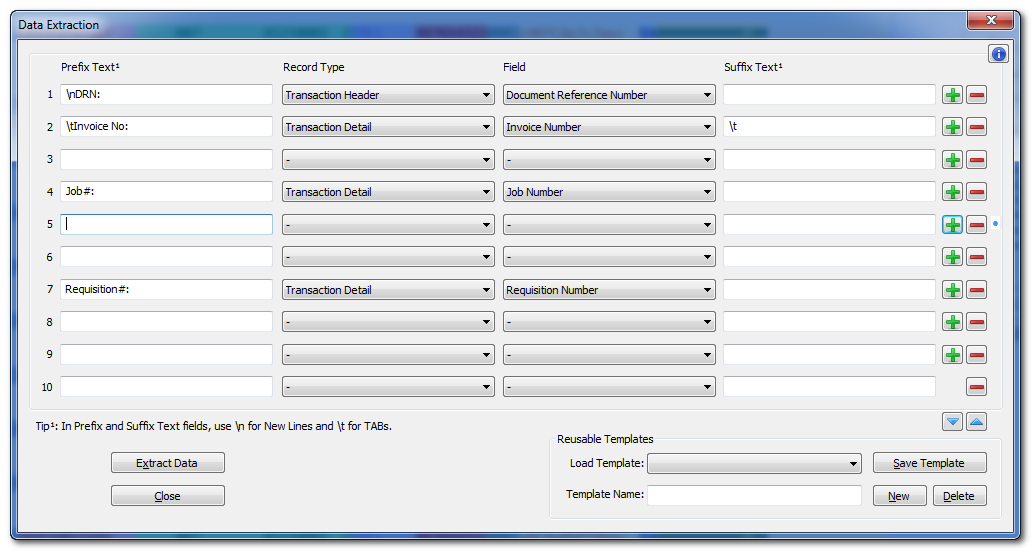 Data Extraction
Prefix Text¹ Record Type Field Suffix Text¹
1 \nDRN: Transaction Header Document Reference Number
2 \tInvoice No: Transaction Detail Invoice Number \t
3 - -
4 Job#: Transaction Detail Job Number
5 - -
6 - -
7 Requisition#: Transaction Detail Requisition Number
8 - -
9 - -
10 - -
Tip¹: In Prefix and Suffix Text fields, use \n for New Lines and \t for TABs.
Reusable Templates
Extract Data Load Template: Save Template
Close Template Name: New Delete